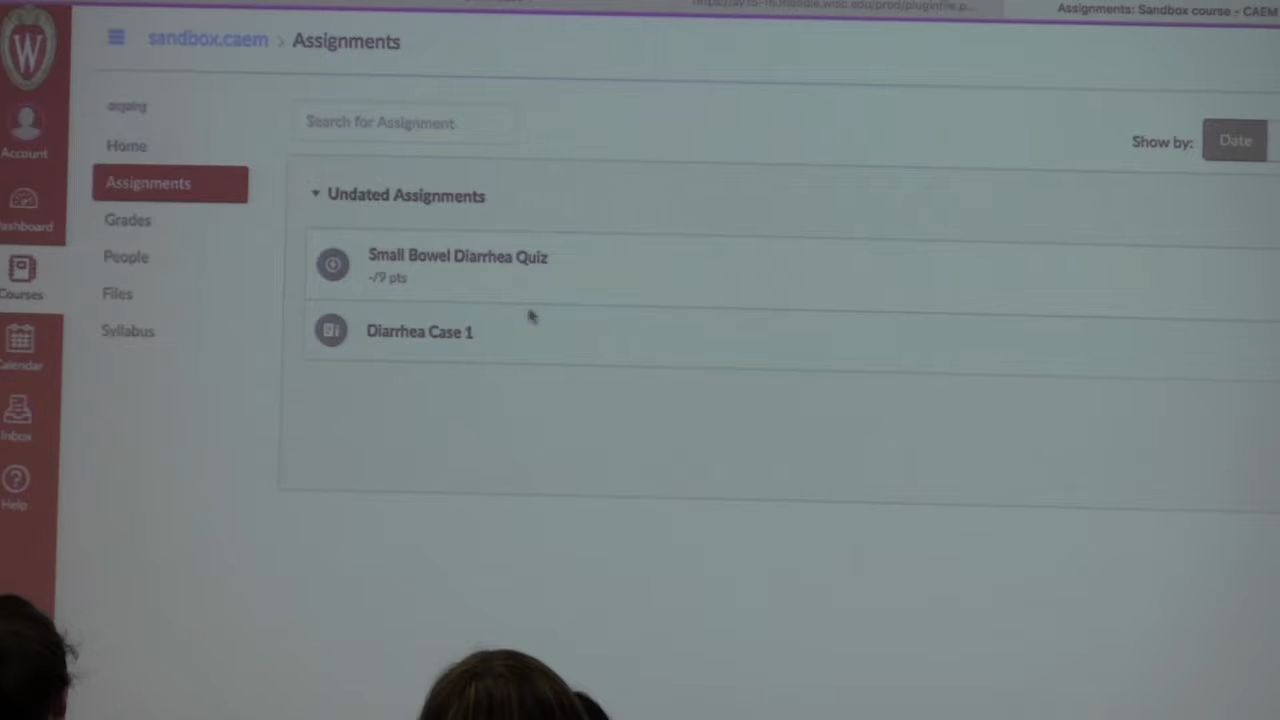 Assignments: Sandbox course - CAEM
W
sandbox.caem > Assignments
Account
Dashboard
Courses
Calendar
Inbox
Help
Home
Assignments
Grades
People
Files
Syllabus
Search for Assignment
Show by: Date
Undated Assignments
Small Bowel Diarrhea Quiz
-/9 pts
Diarrhea Case 1